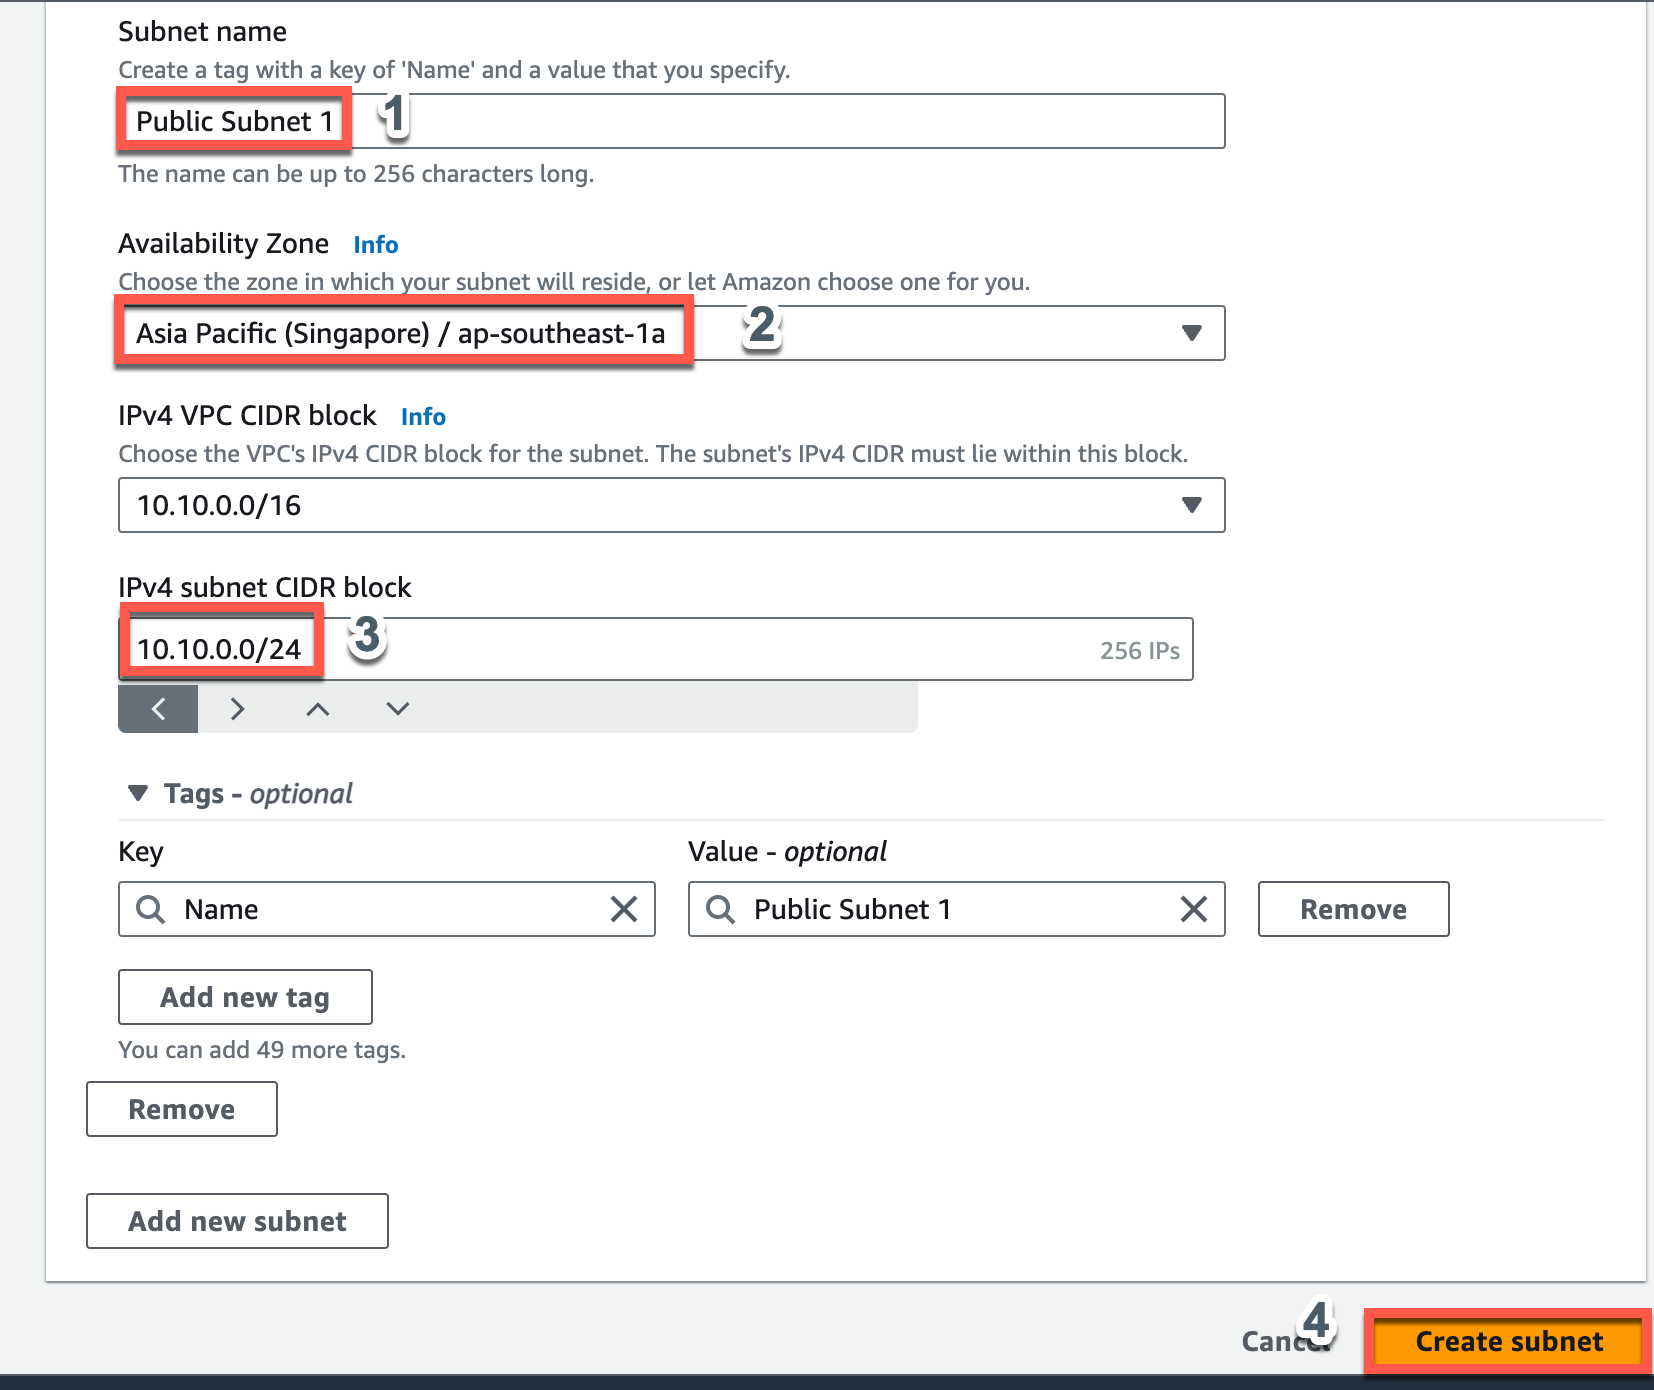 Subnet name
Create a tag with a key of 'Name' and a value that you specify.
Public Subnet 1 1
The name can be up to 256 characters long.
Availability Zone Info
Choose the zone in which your subnet will reside, or let Amazon choose one for you.
Asia Pacific (Singapore) / ap-southeast-1a 2
IPv4 VPC CIDR block Info
Choose the VPC's IPv4 CIDR block for the subnet. The subnet's IPv4 CIDR must lie within this block.
10.10.0.0/16
IPv4 subnet CIDR block
10.10.0.0/24 3 256 IPs
Tags - optional
Key Value - optional
Name Public Subnet 1 Remove
Add new tag
You can add 49 more tags.
Remove
Add new subnet
Cancel 4 Create subnet